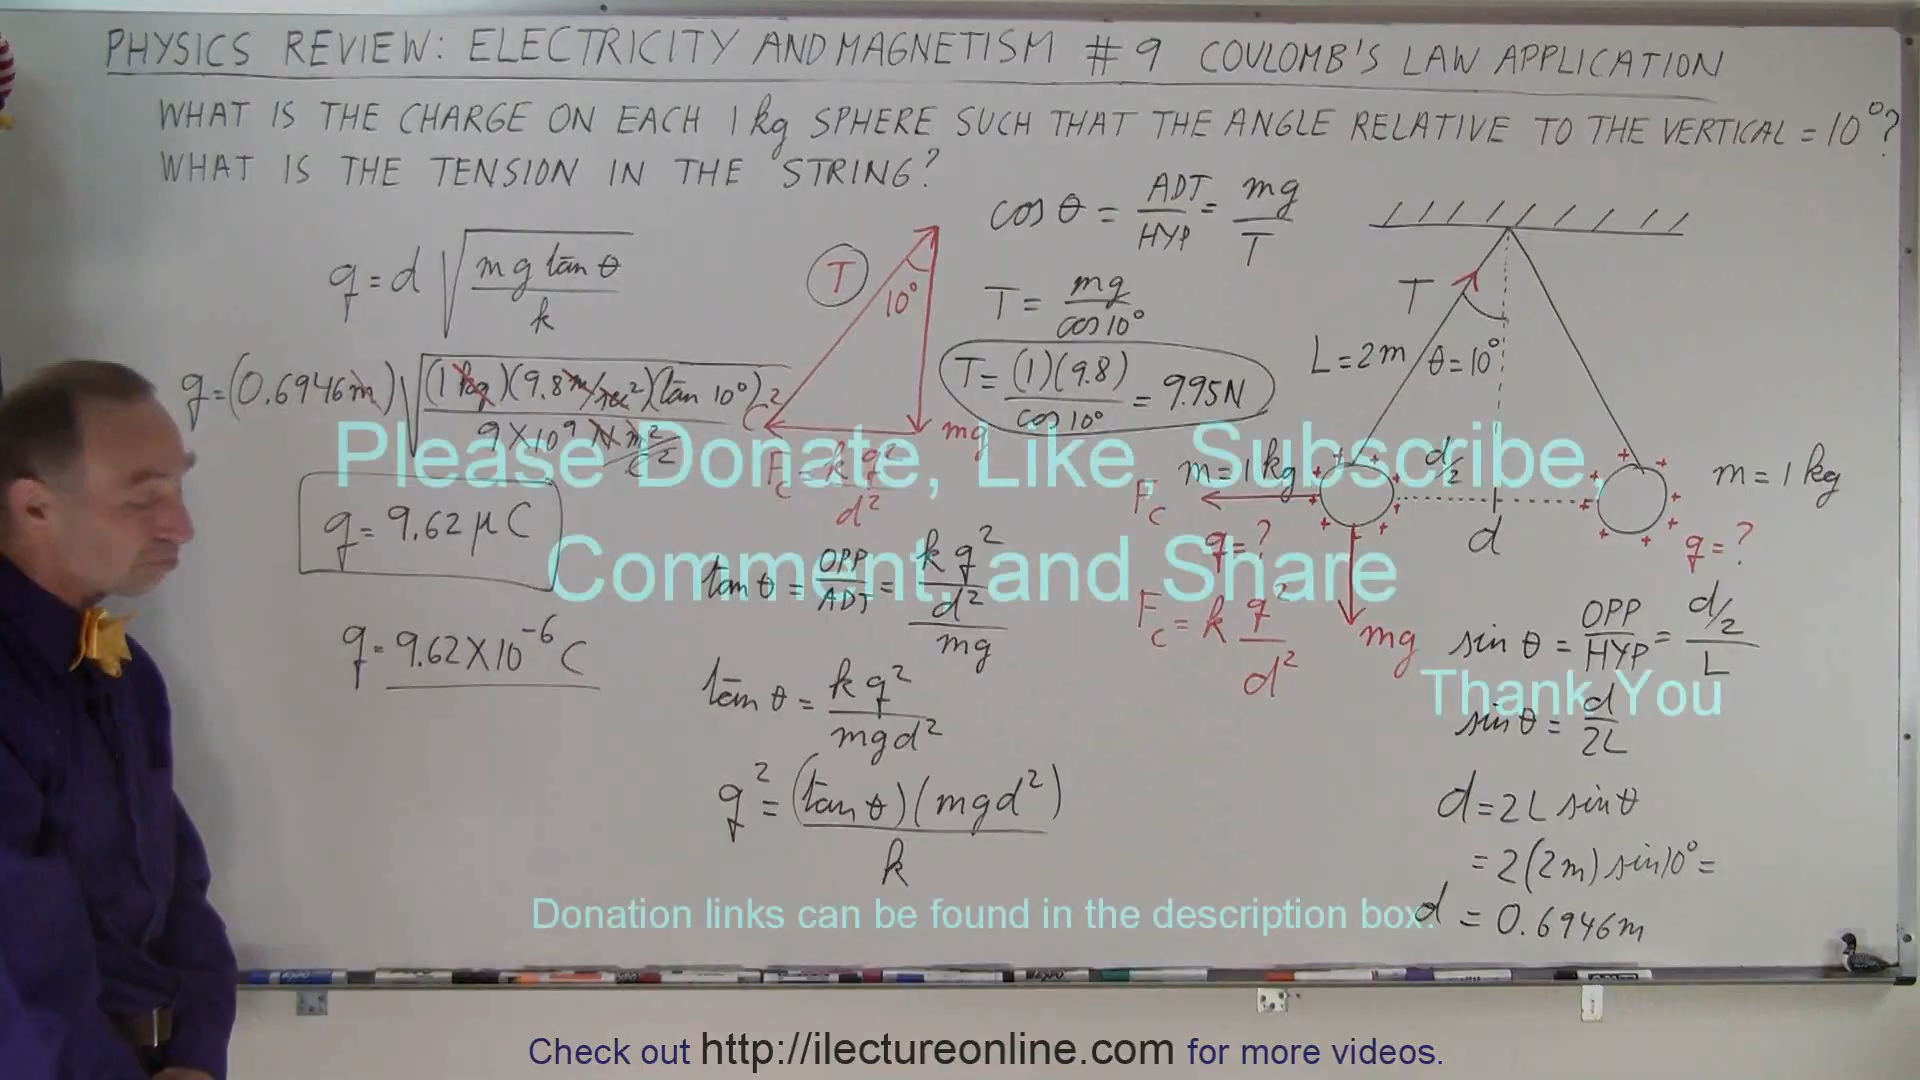 PHYSICS REVIEW: ELECTRICITY AND MAGNETISM #9 COULOMB'S LAW APPLICATION
WHAT IS THE CHARGE ON EACH 1 kg SPHERE SUCH THAT THE ANGLE RELATIVE TO THE VERTICAL = 10°?
WHAT IS THE TENSION IN THE STRING?
q = d √(mg tan θ / k)
q = (0.6946m) √((1 kg)(9.8 m/sec²)(tan 10°) / 9 X 10⁹ N m²/C²)
q = 9.62 μC
q = 9.62 X 10⁻⁶ C
T
10°
mg
F_C = k q²/d²
cos θ = ADJ/HYP = mg/T
T = mg/cos 10°
T = (1)(9.8)/cos 10° = 9.95N
tan θ = OPP/ADJ = (k q²/d²)/mg
tan θ = k q²/mgd²
q² = (tan θ)(mgd²)/k
T
L = 2m
θ = 10°
m = 1 kg
d/2
m = 1 kg
F_C
d
q = ?
q = ?
F_C = k q²/d²
mg
sin θ = OPP/HYP = (d/2)/L
sin θ = d/2L
d = 2L sin θ
= 2(2m) sin 10° =
d = 0.6946m
Please Donate, Like, Subscribe,
Comment, and Share
Thank You
Donation links can be found in the description box.
Check out http://ilectureonline.com for more videos.